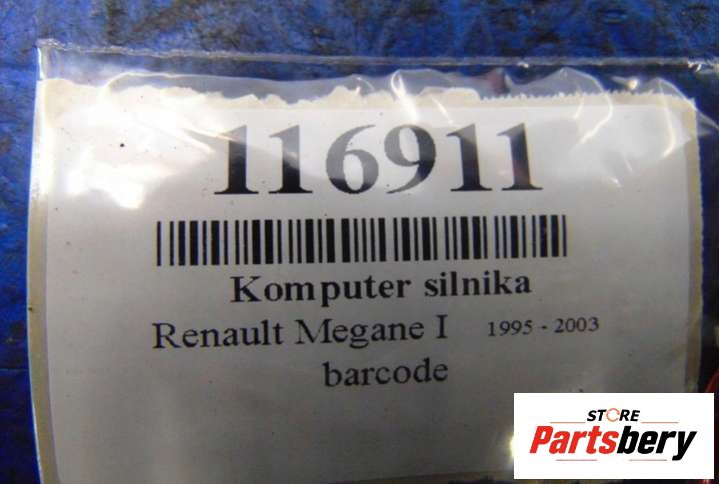 116911
Komputer silnika
Renault Megane I 1995 - 2003
barcode
STORE
Partsbery